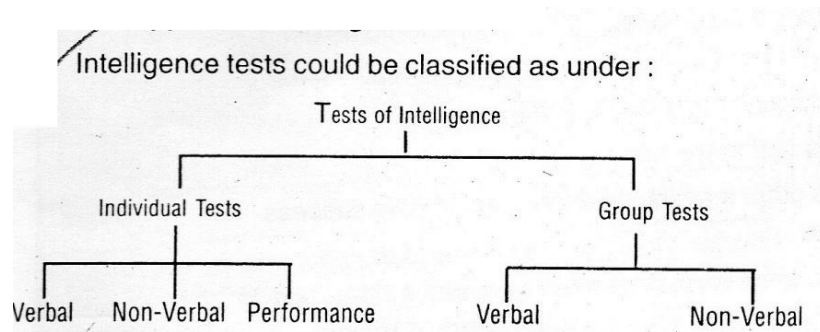 Intelligence tests could be classified as under :
Tests of Intelligence
Individual Tests Group Tests
Verbal Non-Verbal Performance Verbal Non-Verbal